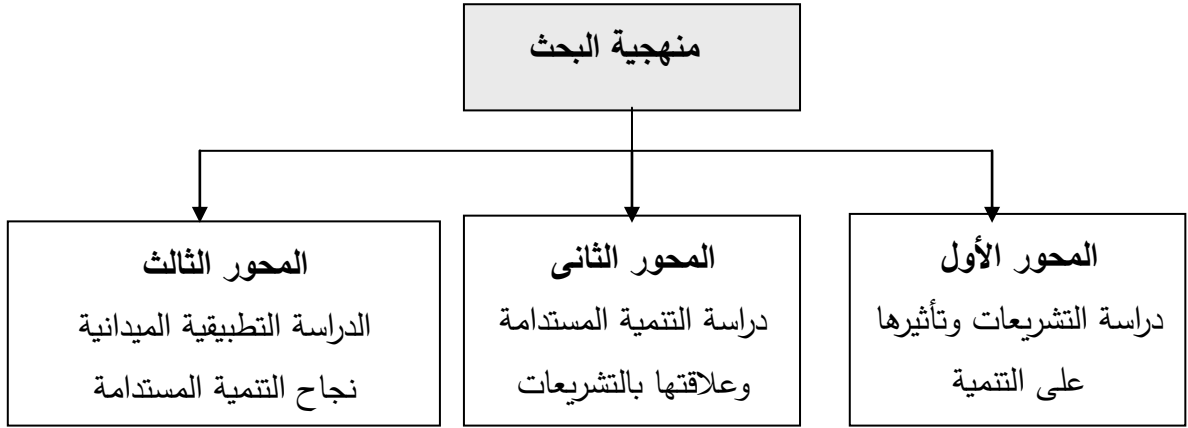 منهجية البحث
المحور الأول
دراسة التشريعات وتأثيرها
على التنمية
المحور الثانى
دراسة التنمية المستدامة
وعلاقتها بالتشريعات
المحور الثالث
الدراسة التطبيقية الميدانية
نجاح التنمية المستدامة